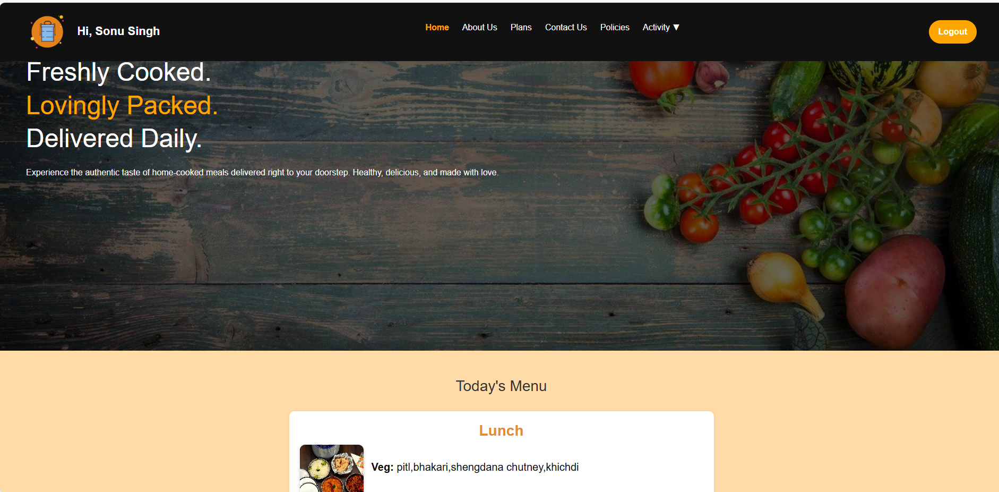 Hi, Sonu Singh
Home About Us Plans Contact Us Policies Activity ▼
Logout
Freshly Cooked.
Lovingly Packed.
Delivered Daily.
Experience the authentic taste of home-cooked meals delivered right to your doorstep. Healthy, delicious, and made with love.
Today's Menu
Lunch
Veg: pitl,bhakari,shengdana chutney,khichdi